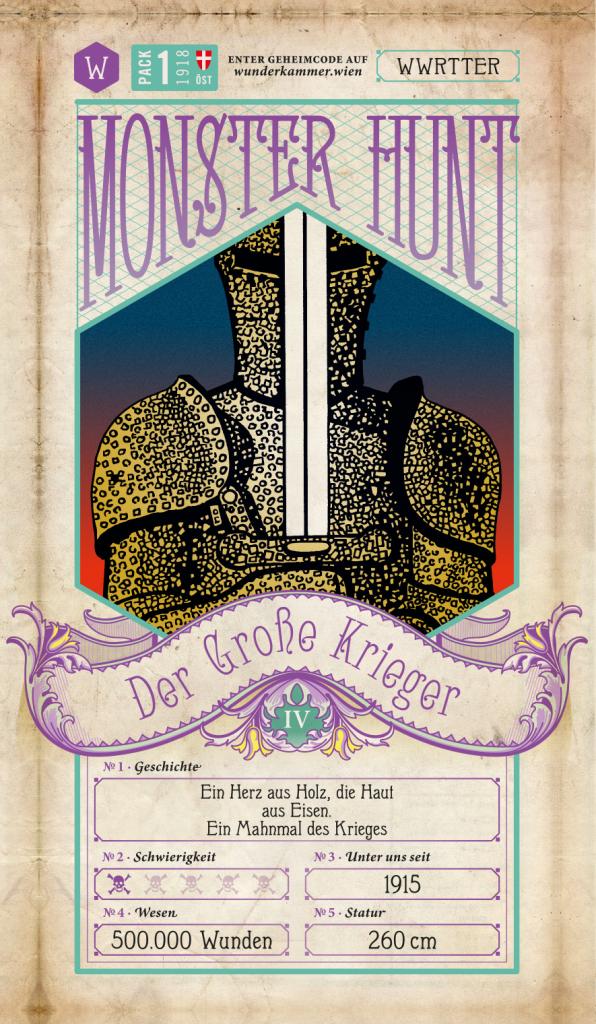 W
PACK 1 1918 ÖST
ENTER GEHEIMCODE AUF
wunderkammer.wien
WWRTTER
MONSTER HUNT
Der Große Krieger
IV
№ 1 · Geschichte
Ein Herz aus Holz, die Haut
aus Eisen.
Ein Mahnmal des Krieges
№ 2 · Schwierigkeit
№ 3 · Unter uns seit
1915
№ 4 · Wesen
№ 5 · Statur
500.000 Wunden
260 cm